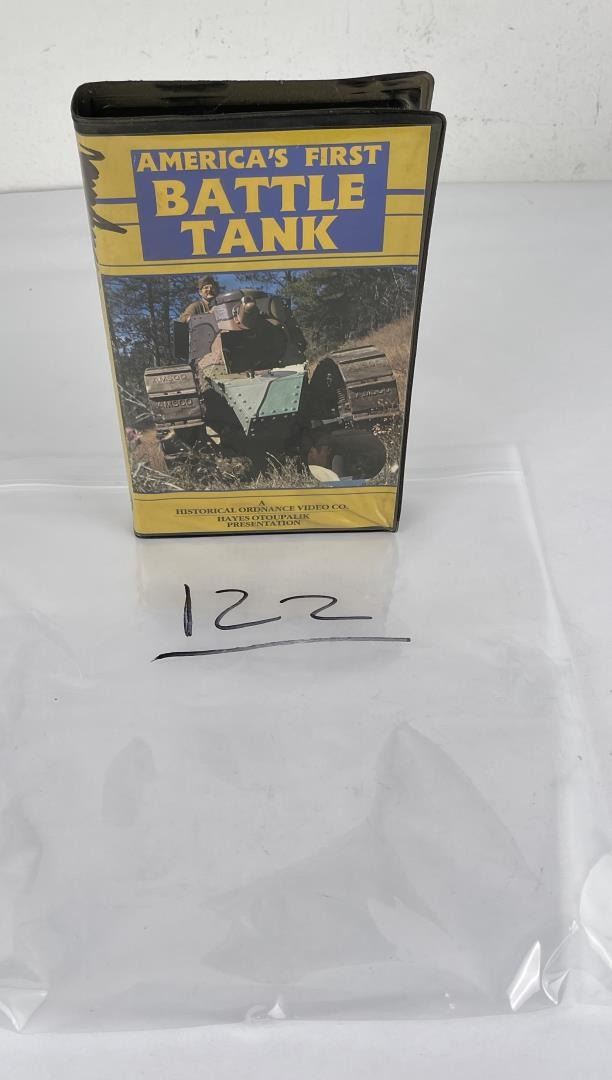 AMERICA'S FIRST
BATTLE
TANK
A
HISTORICAL ORDNANCE VIDEO CO.
HAYES OTOUPALIK
PRESENTATION
122